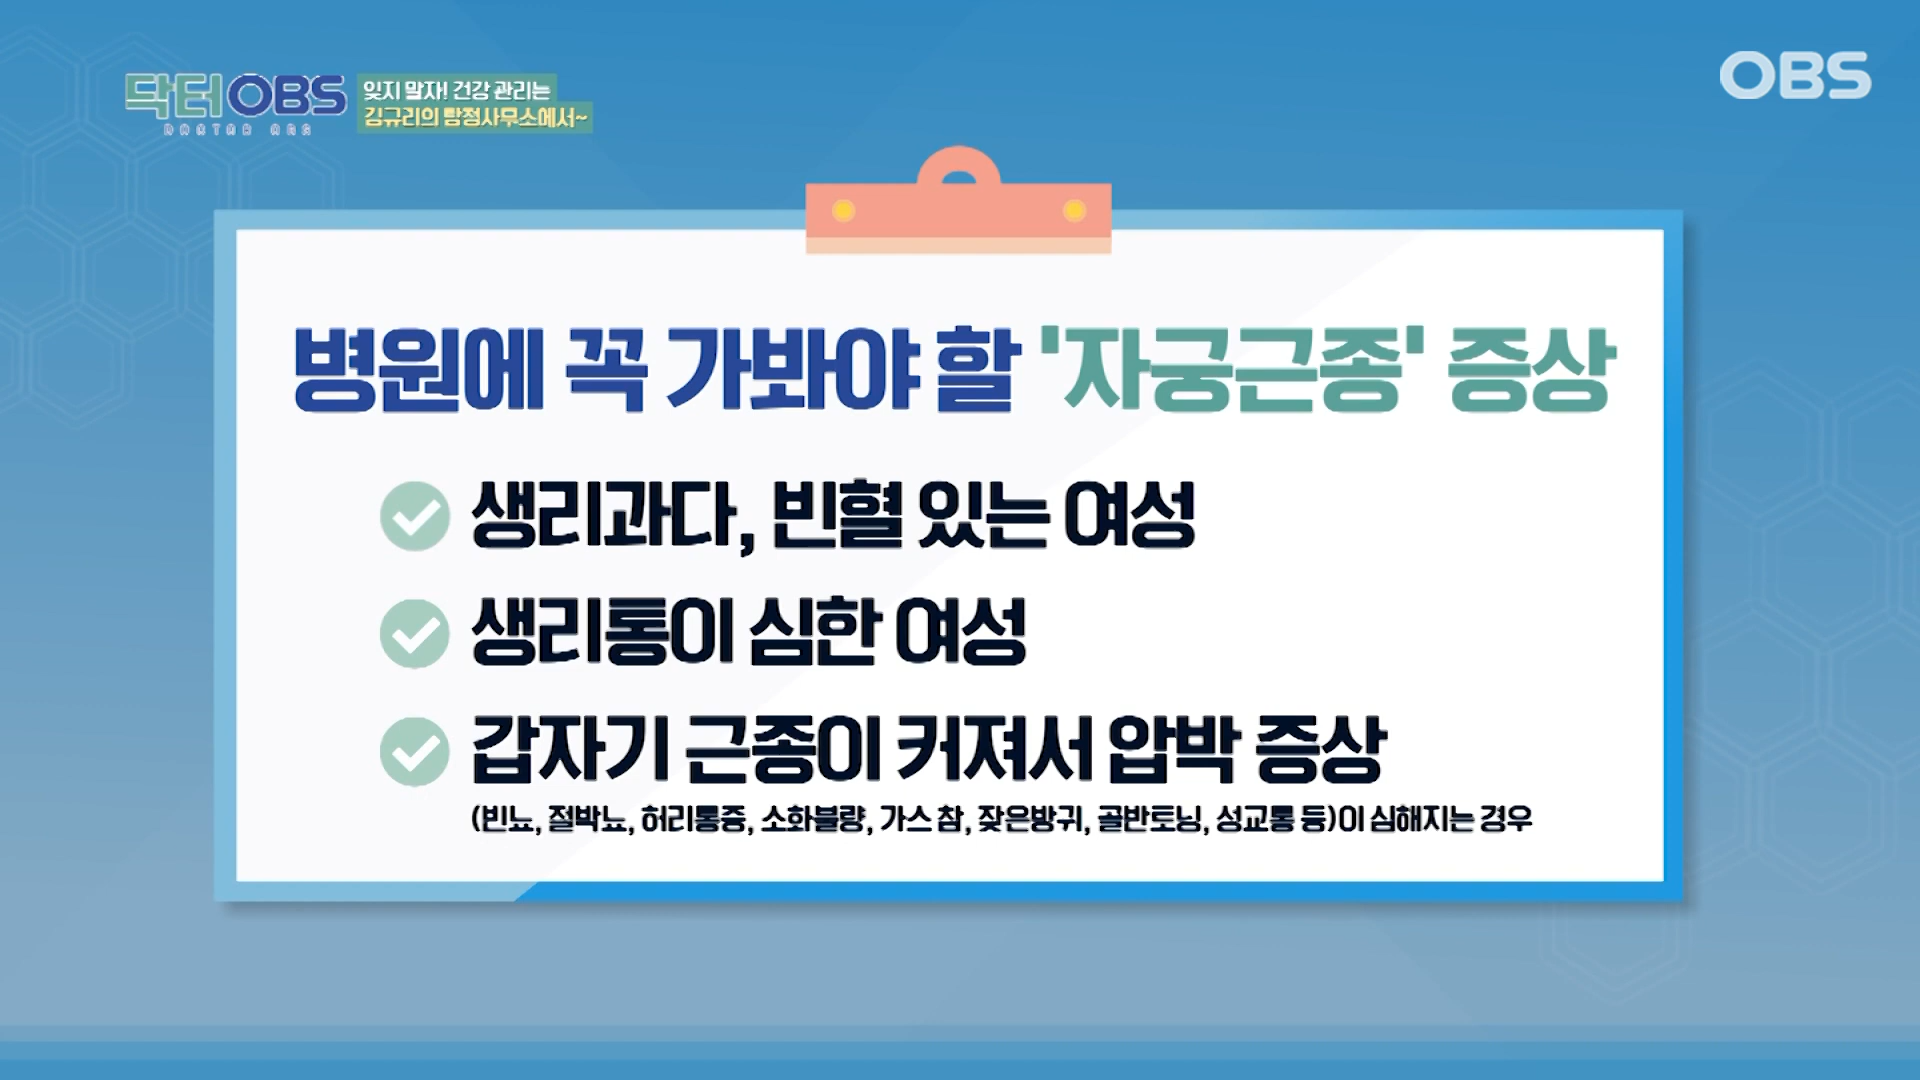 닥터OBS
잊지 말자! 건강 관리는
김규리의 탐정사무소에서~
OBS
병원에 꼭 가봐야 할 '자궁근종' 증상
생리과다, 빈혈 있는 여성
생리통이 심한 여성
갑자기 근종이 커져서 압박 증상
(빈뇨, 절박뇨, 허리통증, 소화불량, 가스 참, 잦은방귀, 골반토닝, 성교통 등)이 심해지는 경우